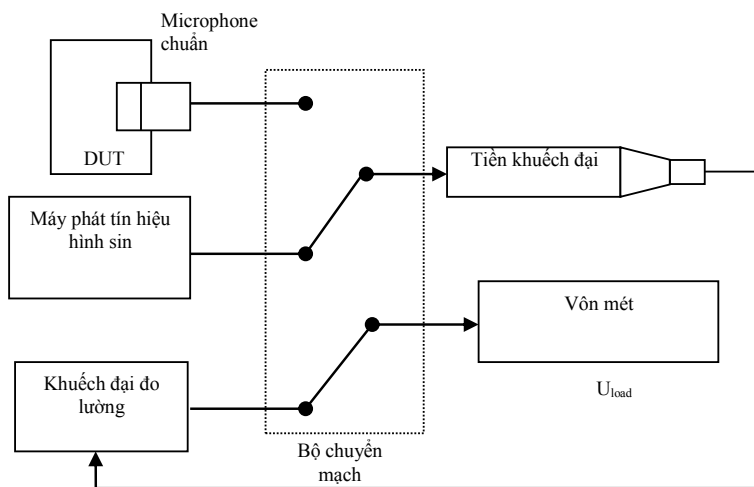 Microphone
chuẩn
DUT
Tiền khuếch đại
Máy phát tín hiệu
hình sin
Vôn mét
Khuếch đại đo
lường
U_load
Bộ chuyển
mạch